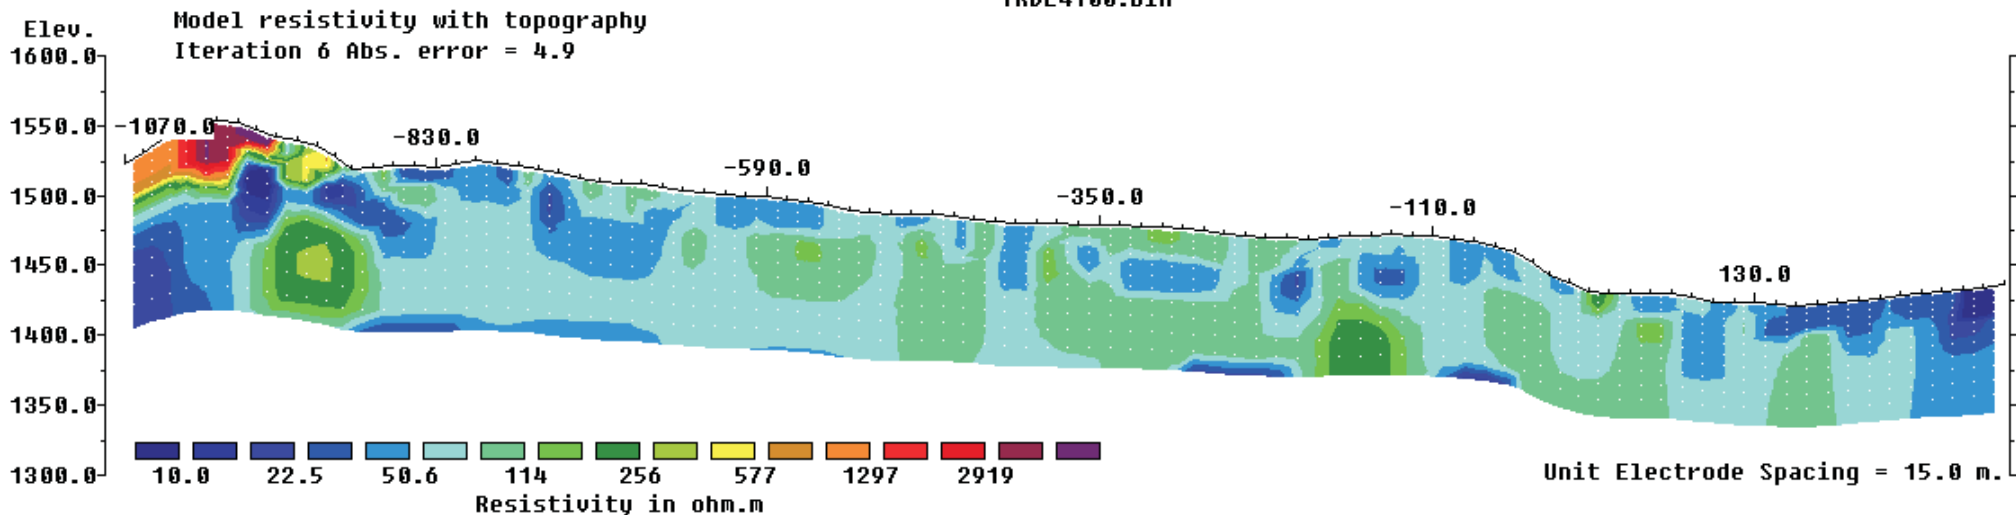 Model resistivity with topography
Elev.
Iteration 6 Abs. error = 4.9
1600.0
1550.0
-1070.0
-830.0
-590.0
1500.0
-350.0
-110.0
1450.0
130.0
1400.0
1350.0
1300.0
10.0 22.5 50.6 114 256 577 1297 2919
Unit Electrode Spacing = 15.0 m.
Resistivity in ohm.m